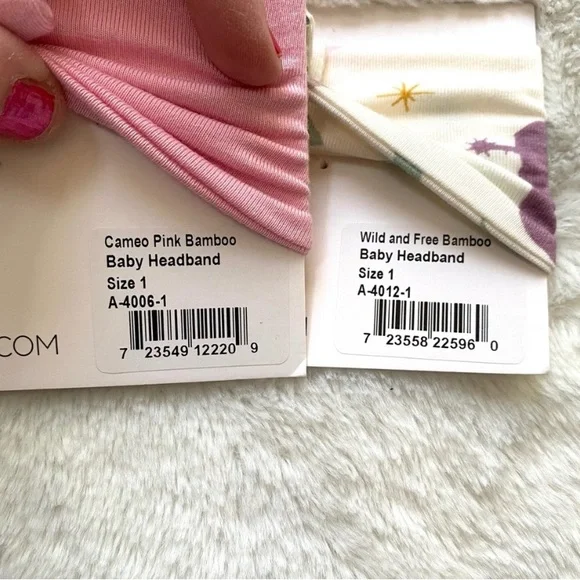 Cameo Pink Bamboo
Baby Headband
Size 1
A-4006-1
7 23549 12220 9
.COM
Wild and Free Bamboo
Baby Headband
Size 1
A-4012-1
7 23558 22596 0